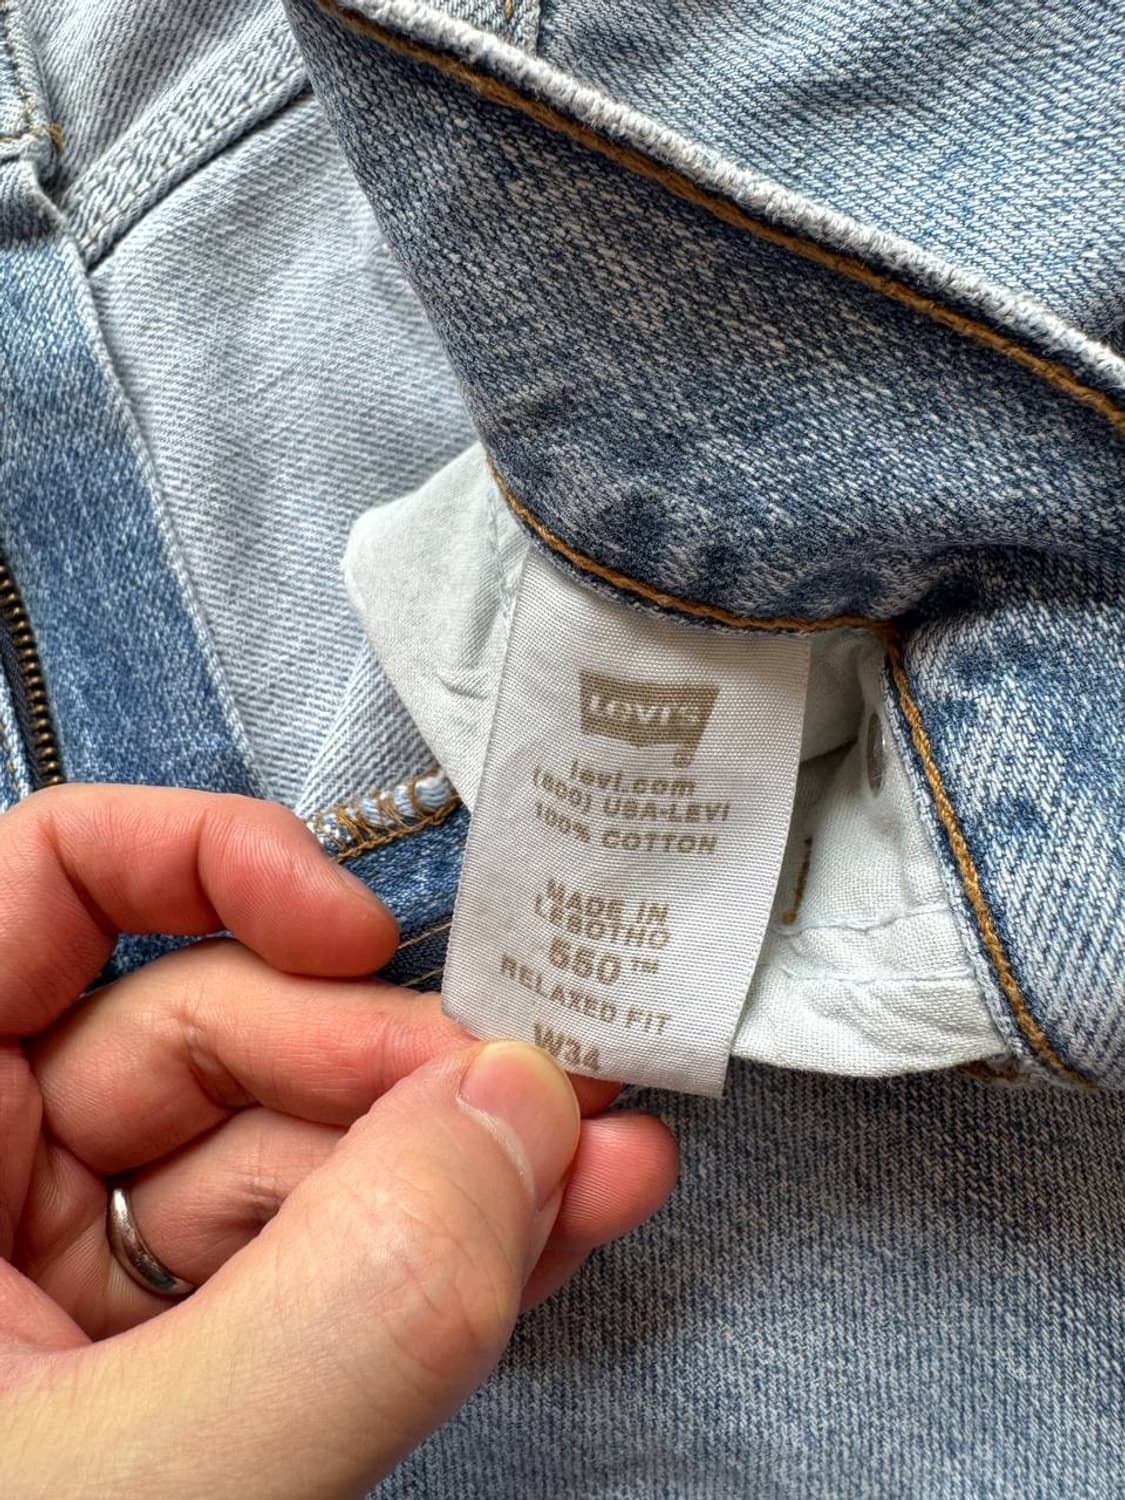 LEVI'S
®
levi.com
(800) USA-LEVI
100% COTTON
MADE IN
LESOTHO
550™
RELAXED FIT
W34